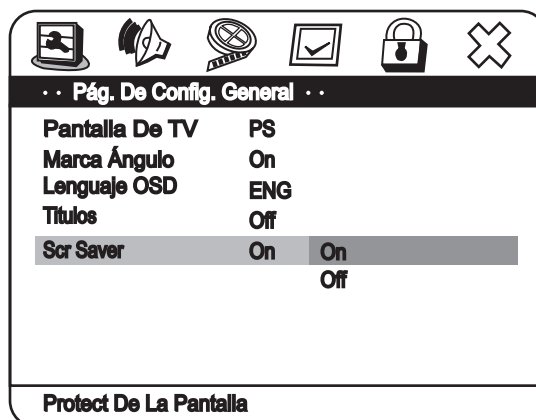 ·· Pág. De Config. General ··
Pantalla De TV PS
Marca Ángulo On
Lenguaje OSD ENG
Títulos Off
Scr Saver On On
Off
Protect De La Pantalla